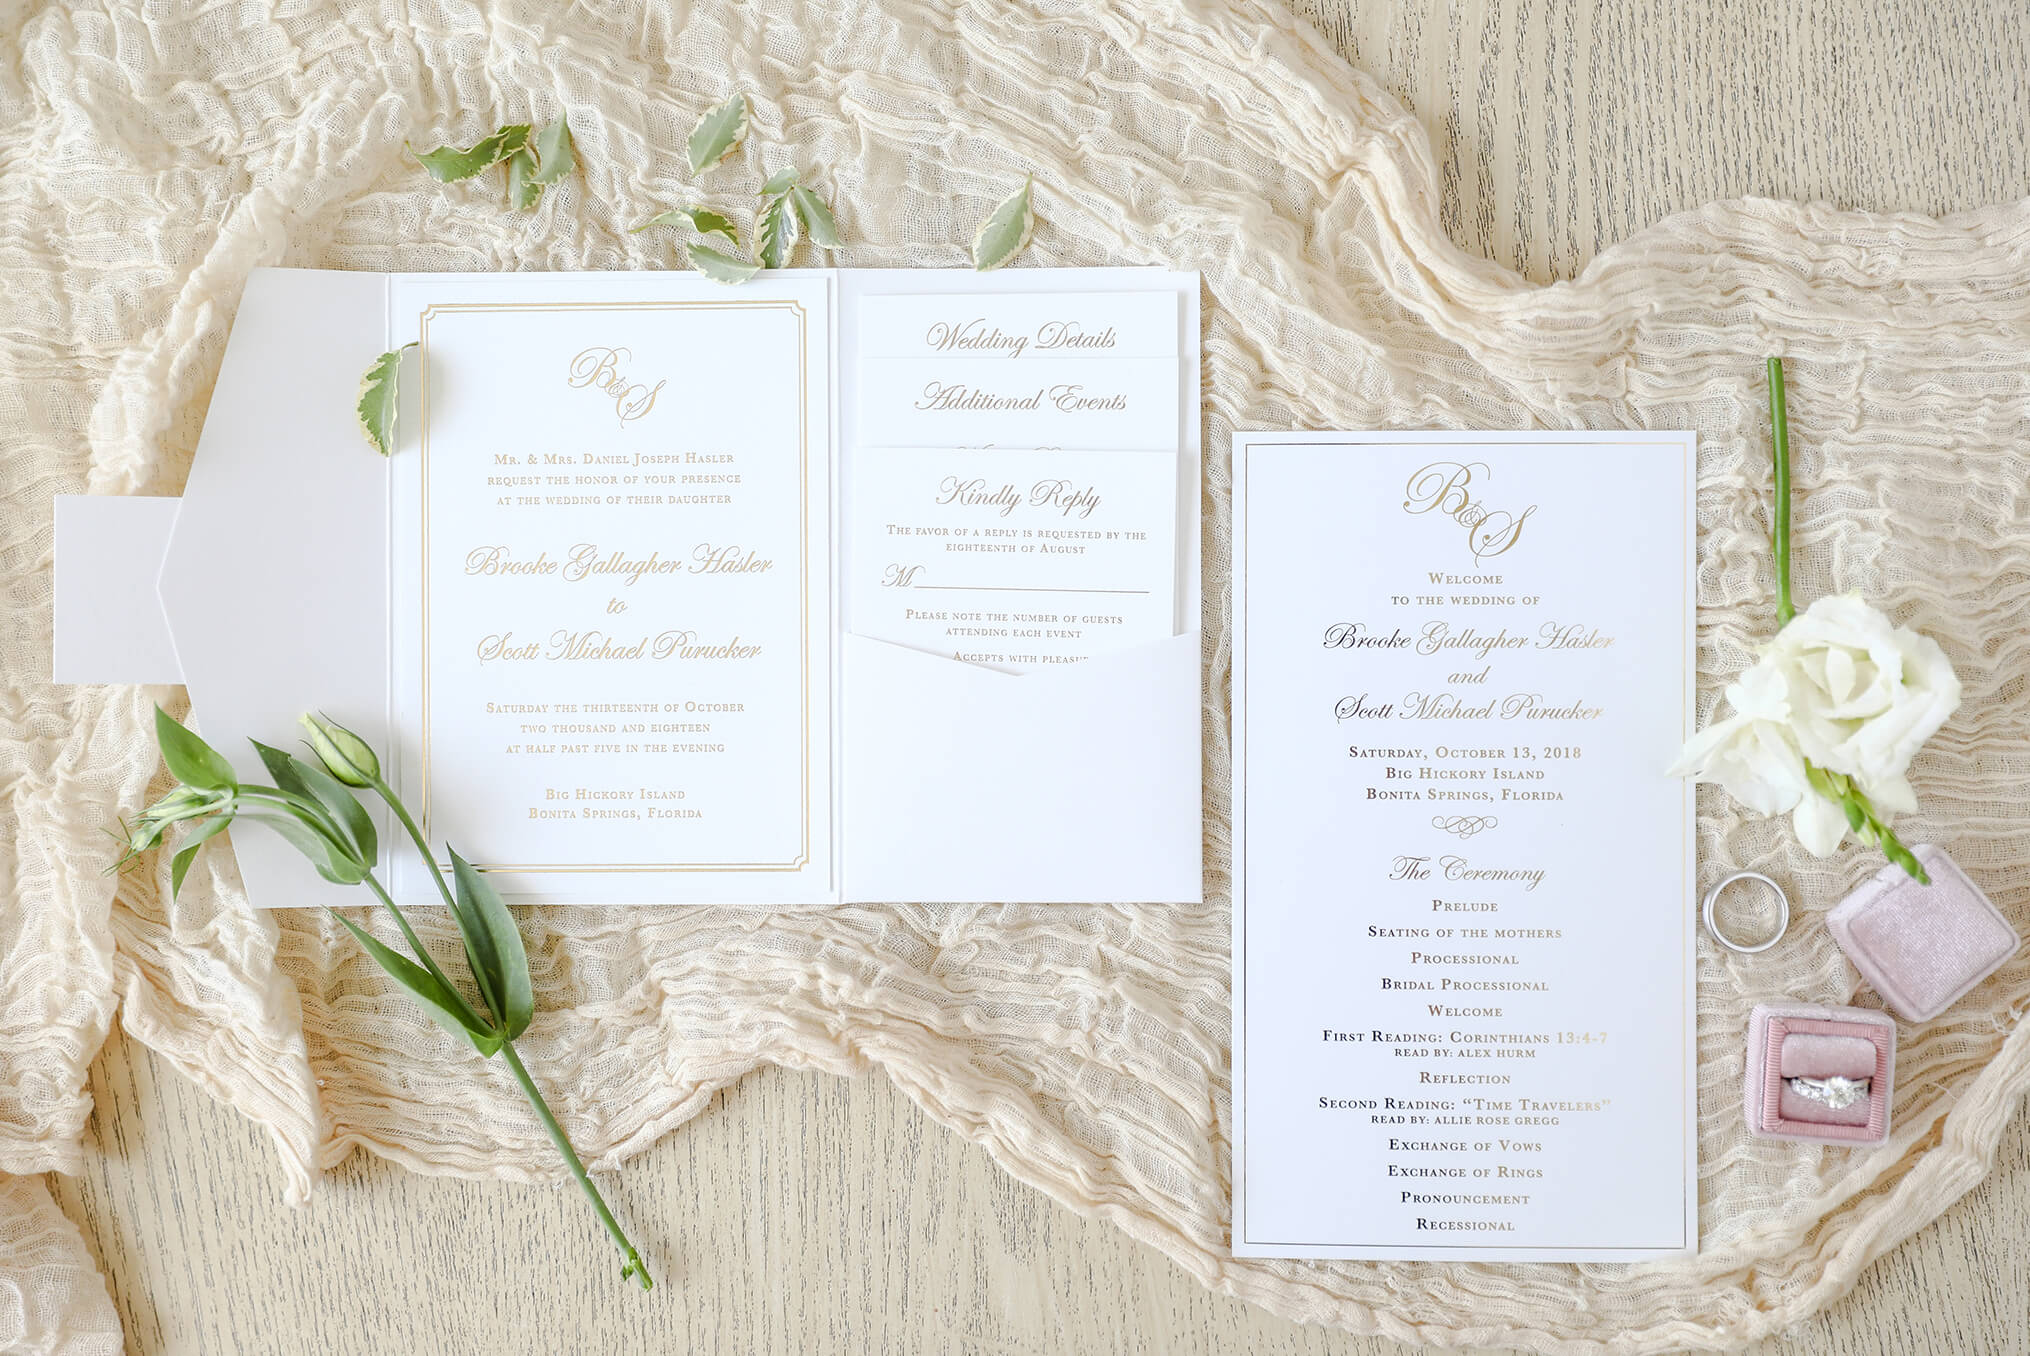 B&S
Mr. & Mrs. Daniel Joseph Hasler
request the honor of your presence
at the wedding of their daughter
Brooke Gallagher Hasler
to
Scott Michael Purucker
Saturday the thirteenth of October
two thousand and eighteen
at half past five in the evening
Big Hickory Island
Bonita Springs, Florida
Wedding Details
Additional Events
Kindly Reply
The favor of a reply is requested by the
eighteenth of August
M
Please note the number of guests
attending each event
Accepts with
B&S
Welcome
to the wedding of
Brooke Gallagher Hasler
and
Scott Michael Purucker
Saturday, October 13, 2018
Big Hickory Island
Bonita Springs, Florida
The Ceremony
Prelude
Seating of the mothers
Processional
Bridal Processional
Welcome
First Reading: Corinthians 13:4-7
read by: Alex Hurm
Reflection
Second Reading: “Time Travelers”
read by: Allie Rose Gregg
Exchange of Vows
Exchange of Rings
Pronouncement
Recessional